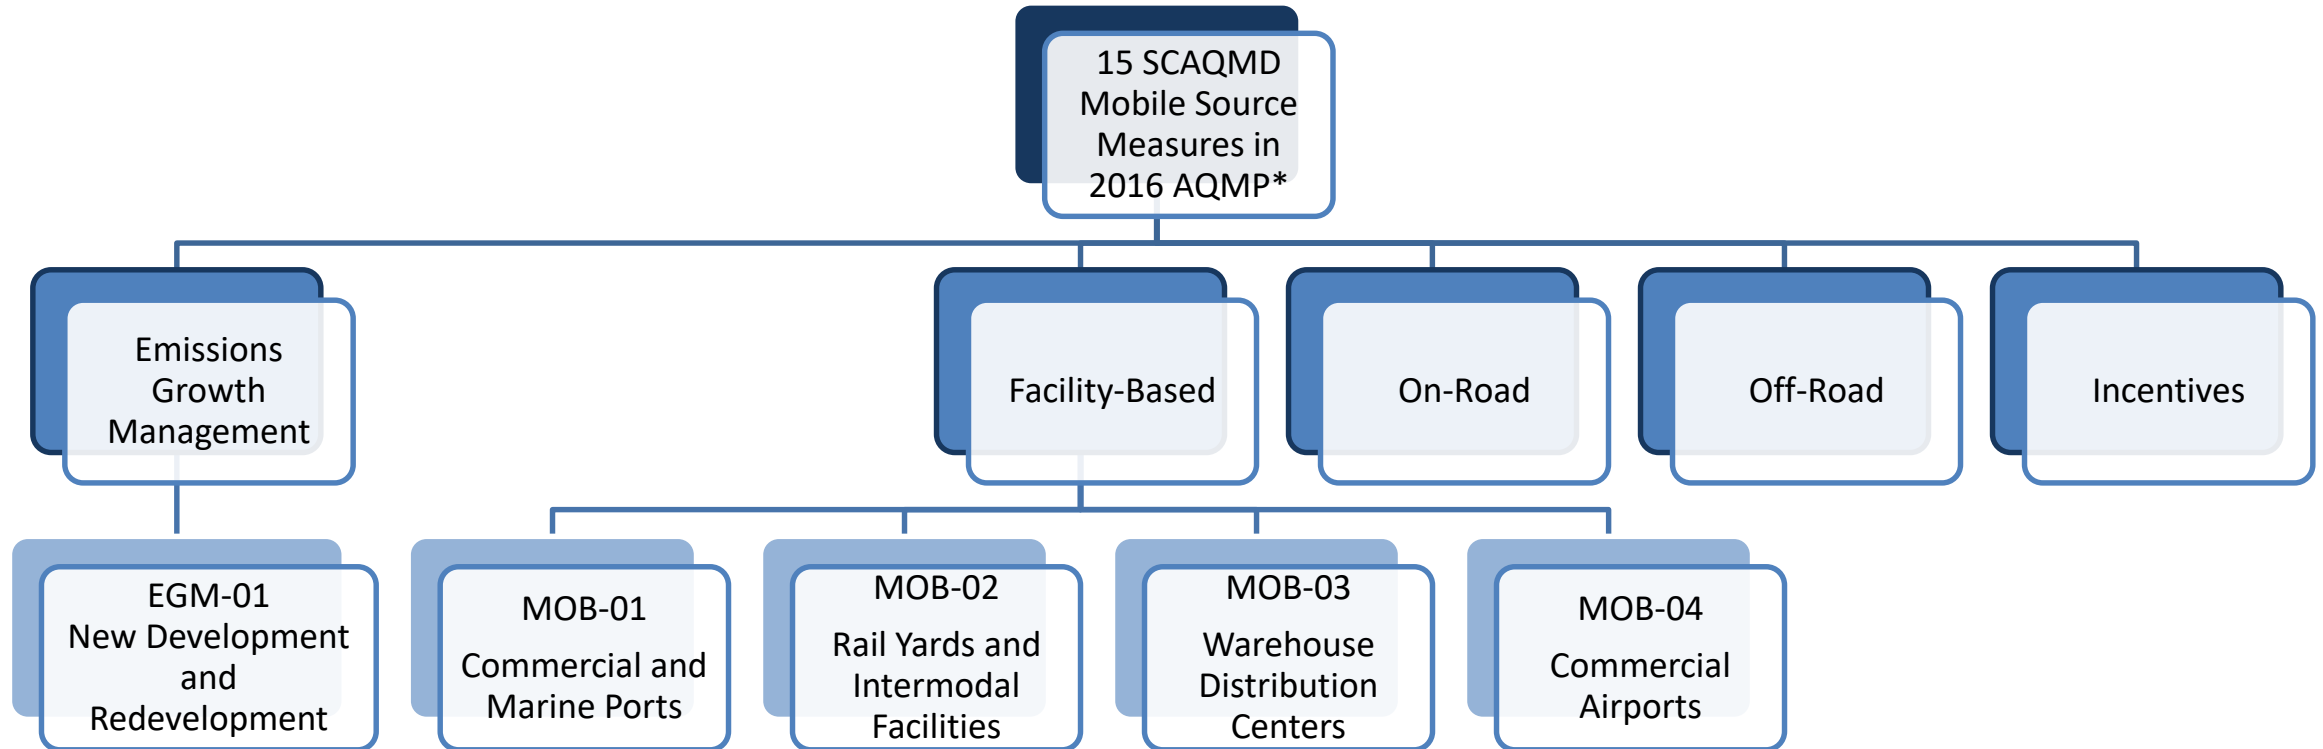 15 SCAQMD
Mobile Source
Measures in
2016 AQMP*
Emissions
Growth
Management
Facility-Based
On-Road
Off-Road
Incentives
EGM-01
New Development
and
Redevelopment
MOB-01
Commercial and
Marine Ports
MOB-02
Rail Yards and
Intermodal
Facilities
MOB-03
Warehouse
Distribution
Centers
MOB-04
Commercial
Airports